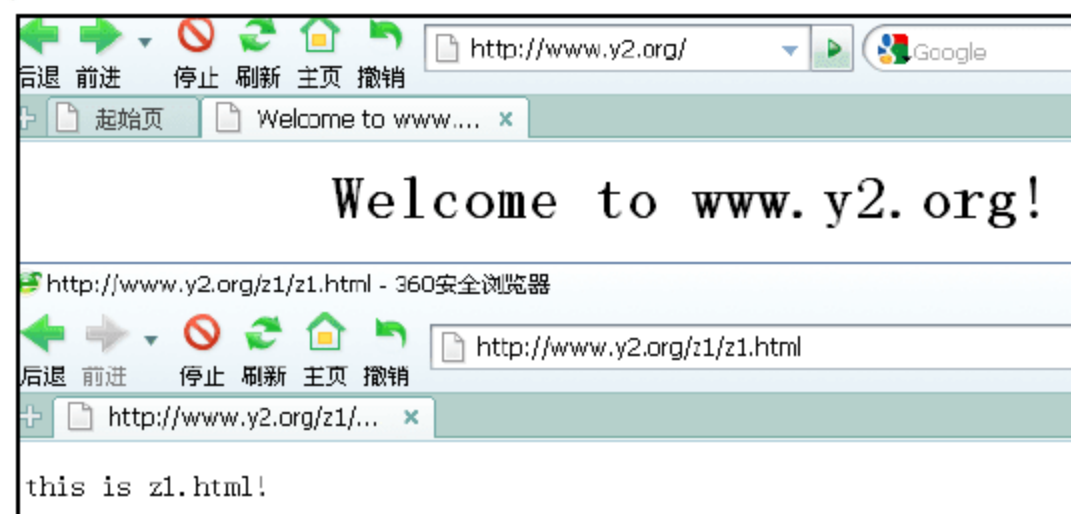 http://www.y2.org/ Google
后退 前进 停止 刷新 主页 撤销
起始页 Welcome to www.... ×
Welcome to www.y2.org!
http://www.y2.org/z1/z1.html - 360安全浏览器
http://www.y2.org/z1/z1.html
后退 前进 停止 刷新 主页 撤销
http://www.y2.org/z1/... ×
this is z1.html!